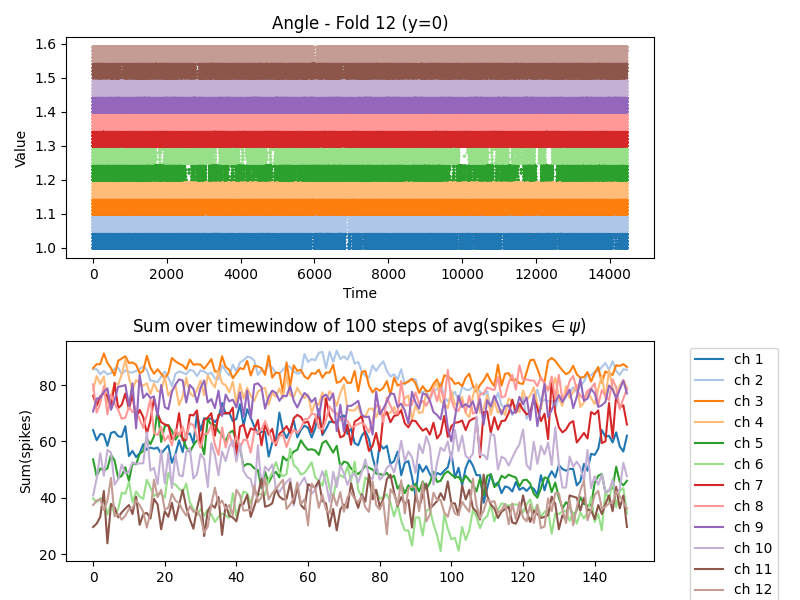 Angle - Fold 12 (y=0)
Value
1.6
1.5
1.4
1.3
1.2
1.1
1.0
0 2000 4000 6000 8000 10000 12000 14000
Time
Sum over timewindow of 100 steps of avg(spikes ∈ ψ)
Sum(spikes)
80
60
40
20
0 20 40 60 80 100 120 140
ch 1
ch 2
ch 3
ch 4
ch 5
ch 6
ch 7
ch 8
ch 9
ch 10
ch 11
ch 12